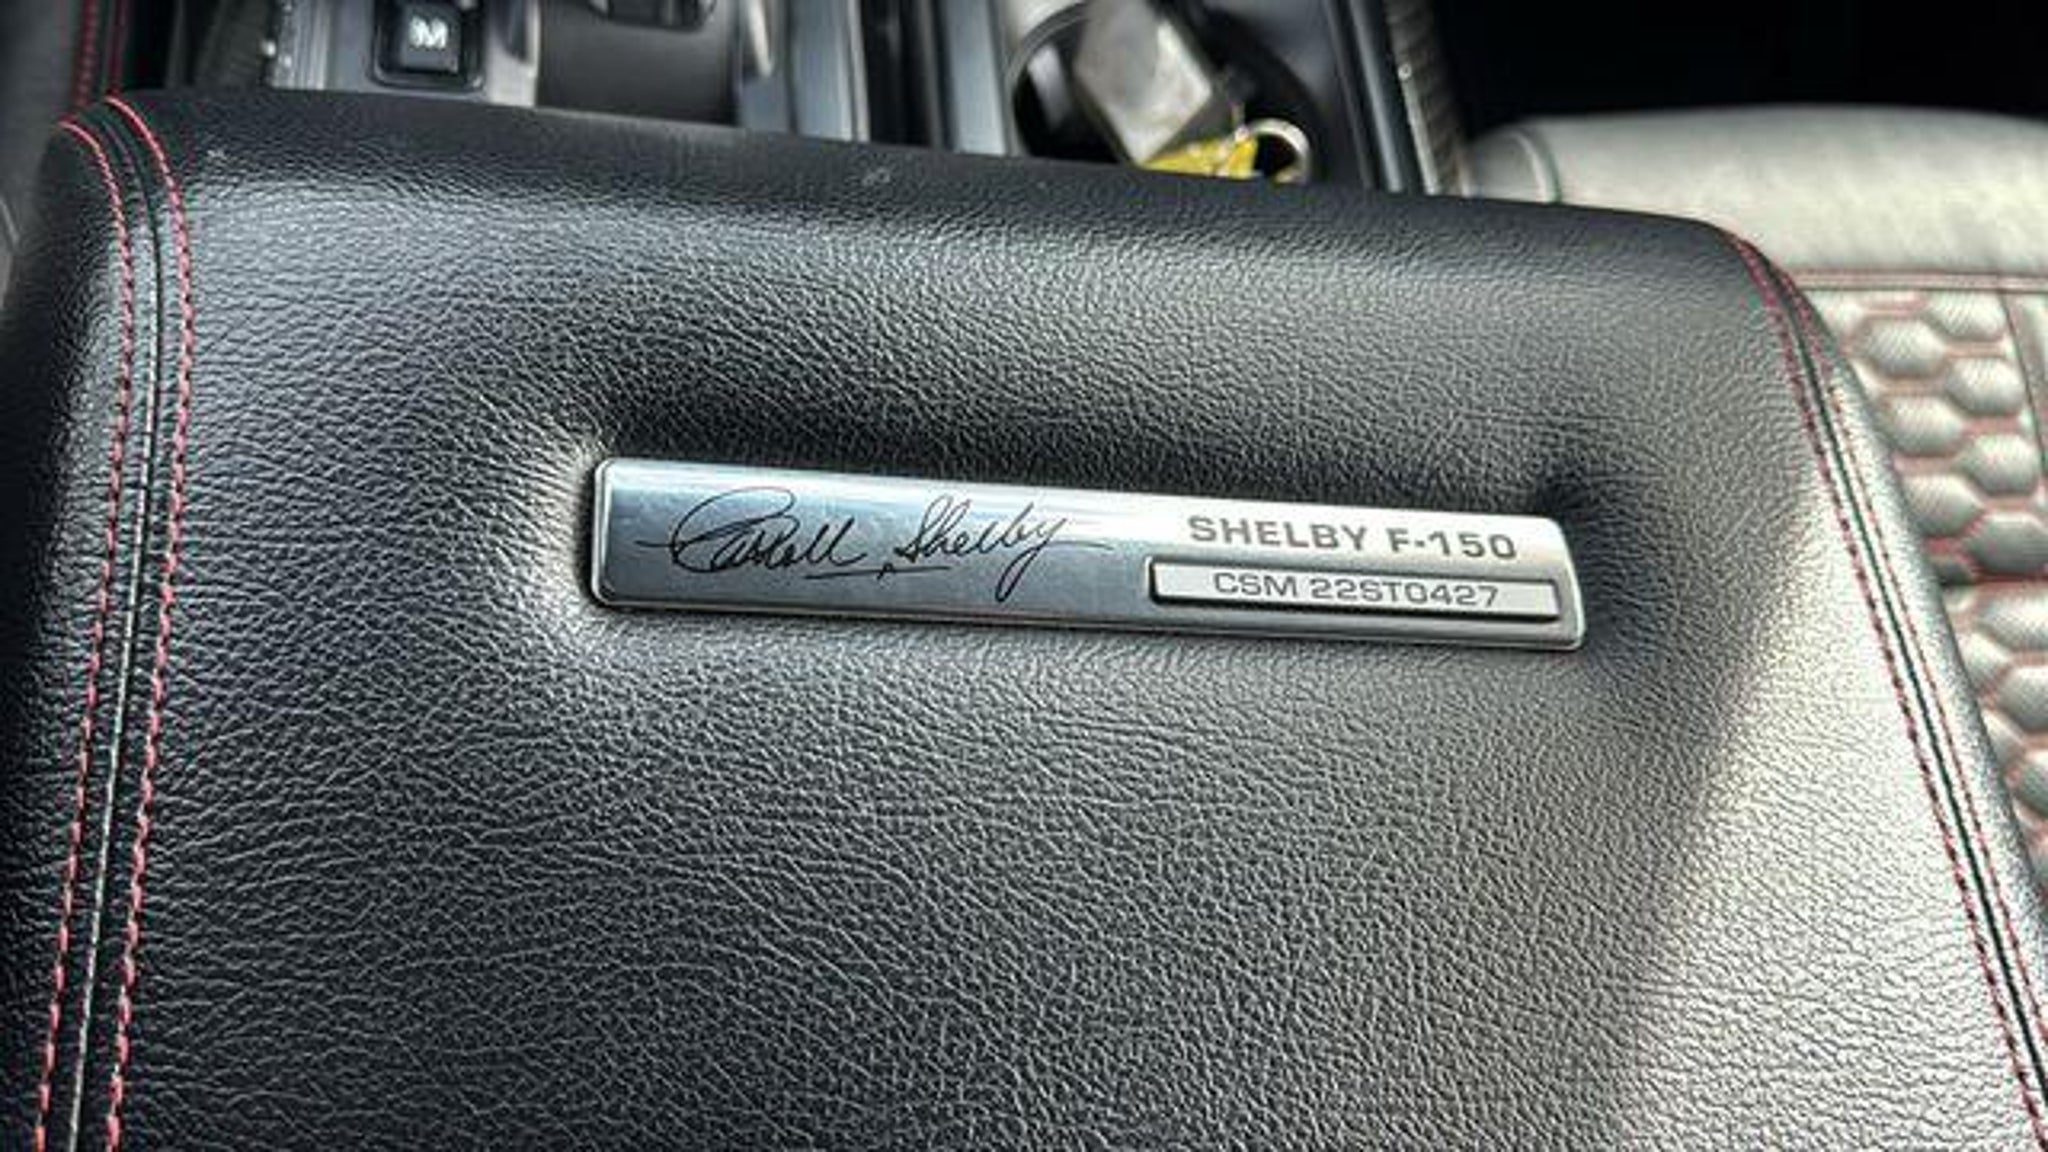 M
Carroll Shelby
SHELBY F-150
CSM 22ST0427